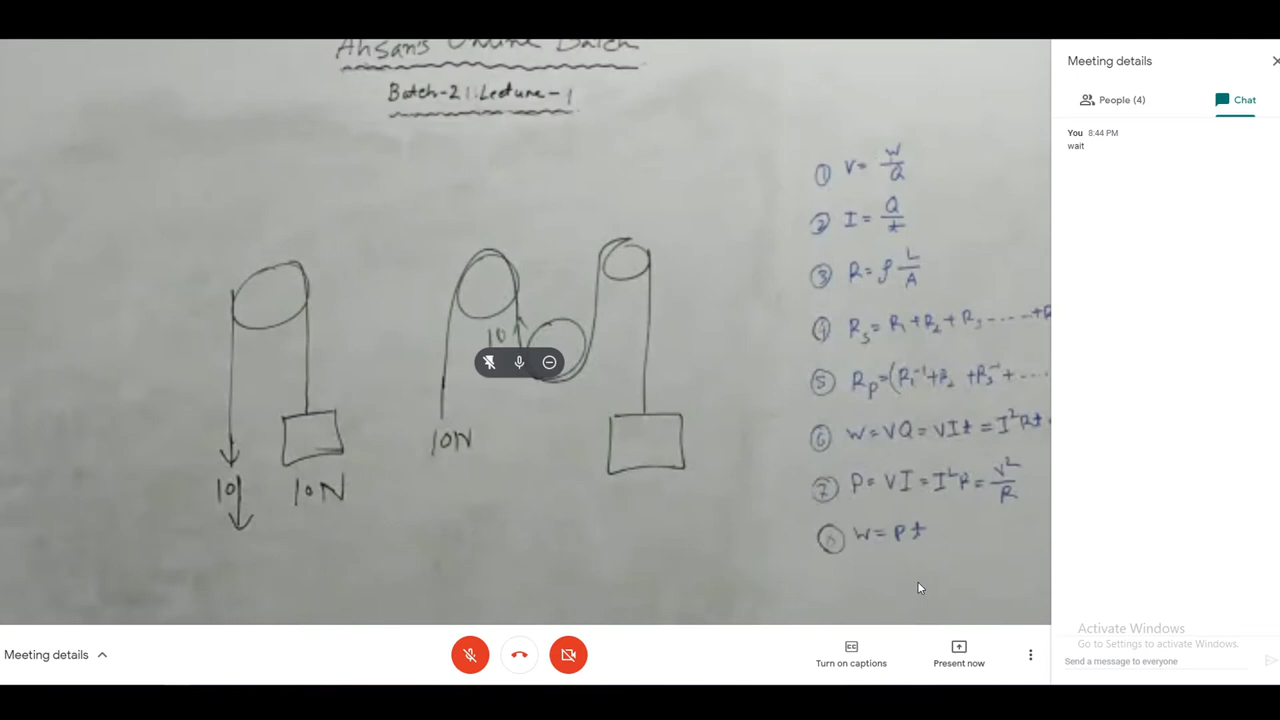 Ahsan's Online Batch
Batch-21: Lecture-1
① V = W/Q
② I = Q/t
③ R = ρ L/A
④ Rs = R1 + R2 + R3 ..... + R
⑤ Rp = (R1⁻¹ + R2 + R3⁻¹ + ....
⑥ W = VQ = VIt = I²Rt =
⑦ P = VI = I²R = V²/R
⑧ W = Pt
10
10N
10N
10
Meeting details
People (4)
Chat
You 8:44 PM
wait
Activate Windows
Go to Settings to activate Windows.
Send a message to everyone
Meeting details
Turn on captions
Present now